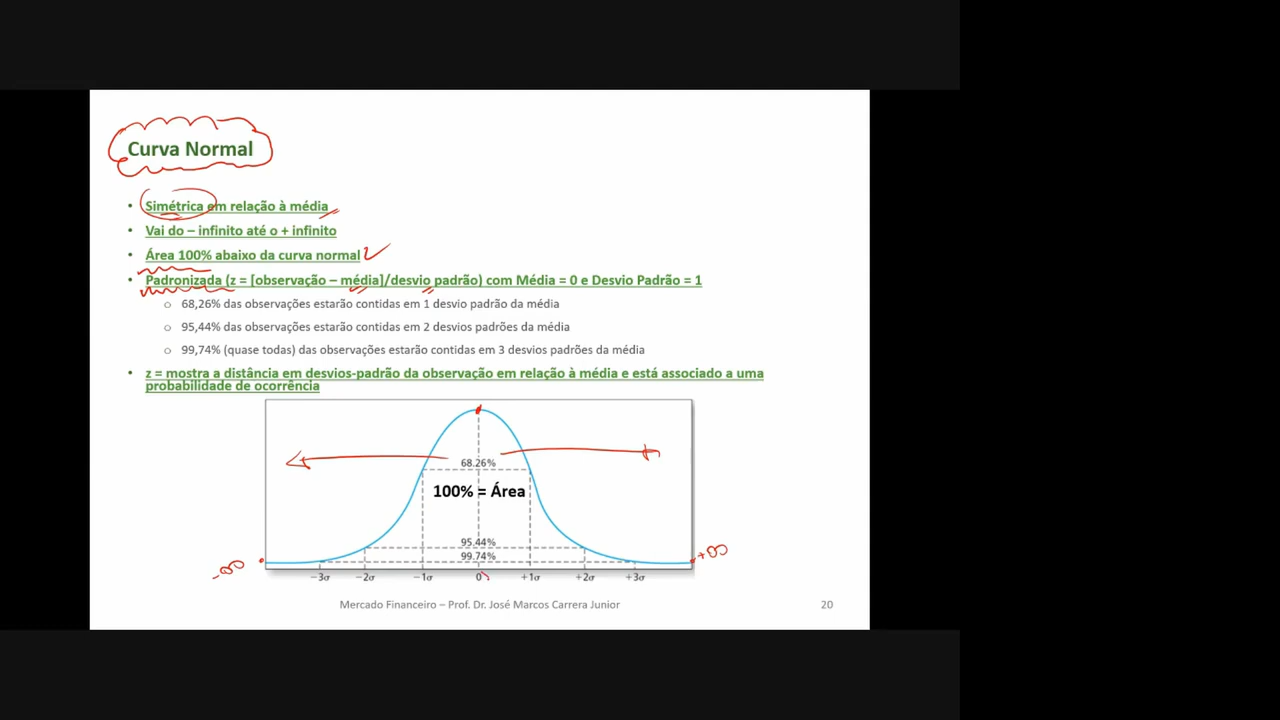 Curva Normal
• Simétrica em relação à média
• Vai do – infinito até o + infinito
• Área 100% abaixo da curva normal
• Padronizada (z = [observação – média]/desvio padrão) com Média = 0 e Desvio Padrão = 1
o 68,26% das observações estarão contidas em 1 desvio padrão da média
o 95,44% das observações estarão contidas em 2 desvios padrões da média
o 99,74% (quase todas) das observações estarão contidas em 3 desvios padrões da média
• z = mostra a distância em desvios-padrão da observação em relação à média e está associado a uma
probabilidade de ocorrência
68.26%
100% = Área
95.44%
99.74%
-∞ +∞
−3σ −2σ −1σ 0 +1σ +2σ +3σ
Mercado Financeiro – Prof. Dr. José Marcos Carrera Junior 20